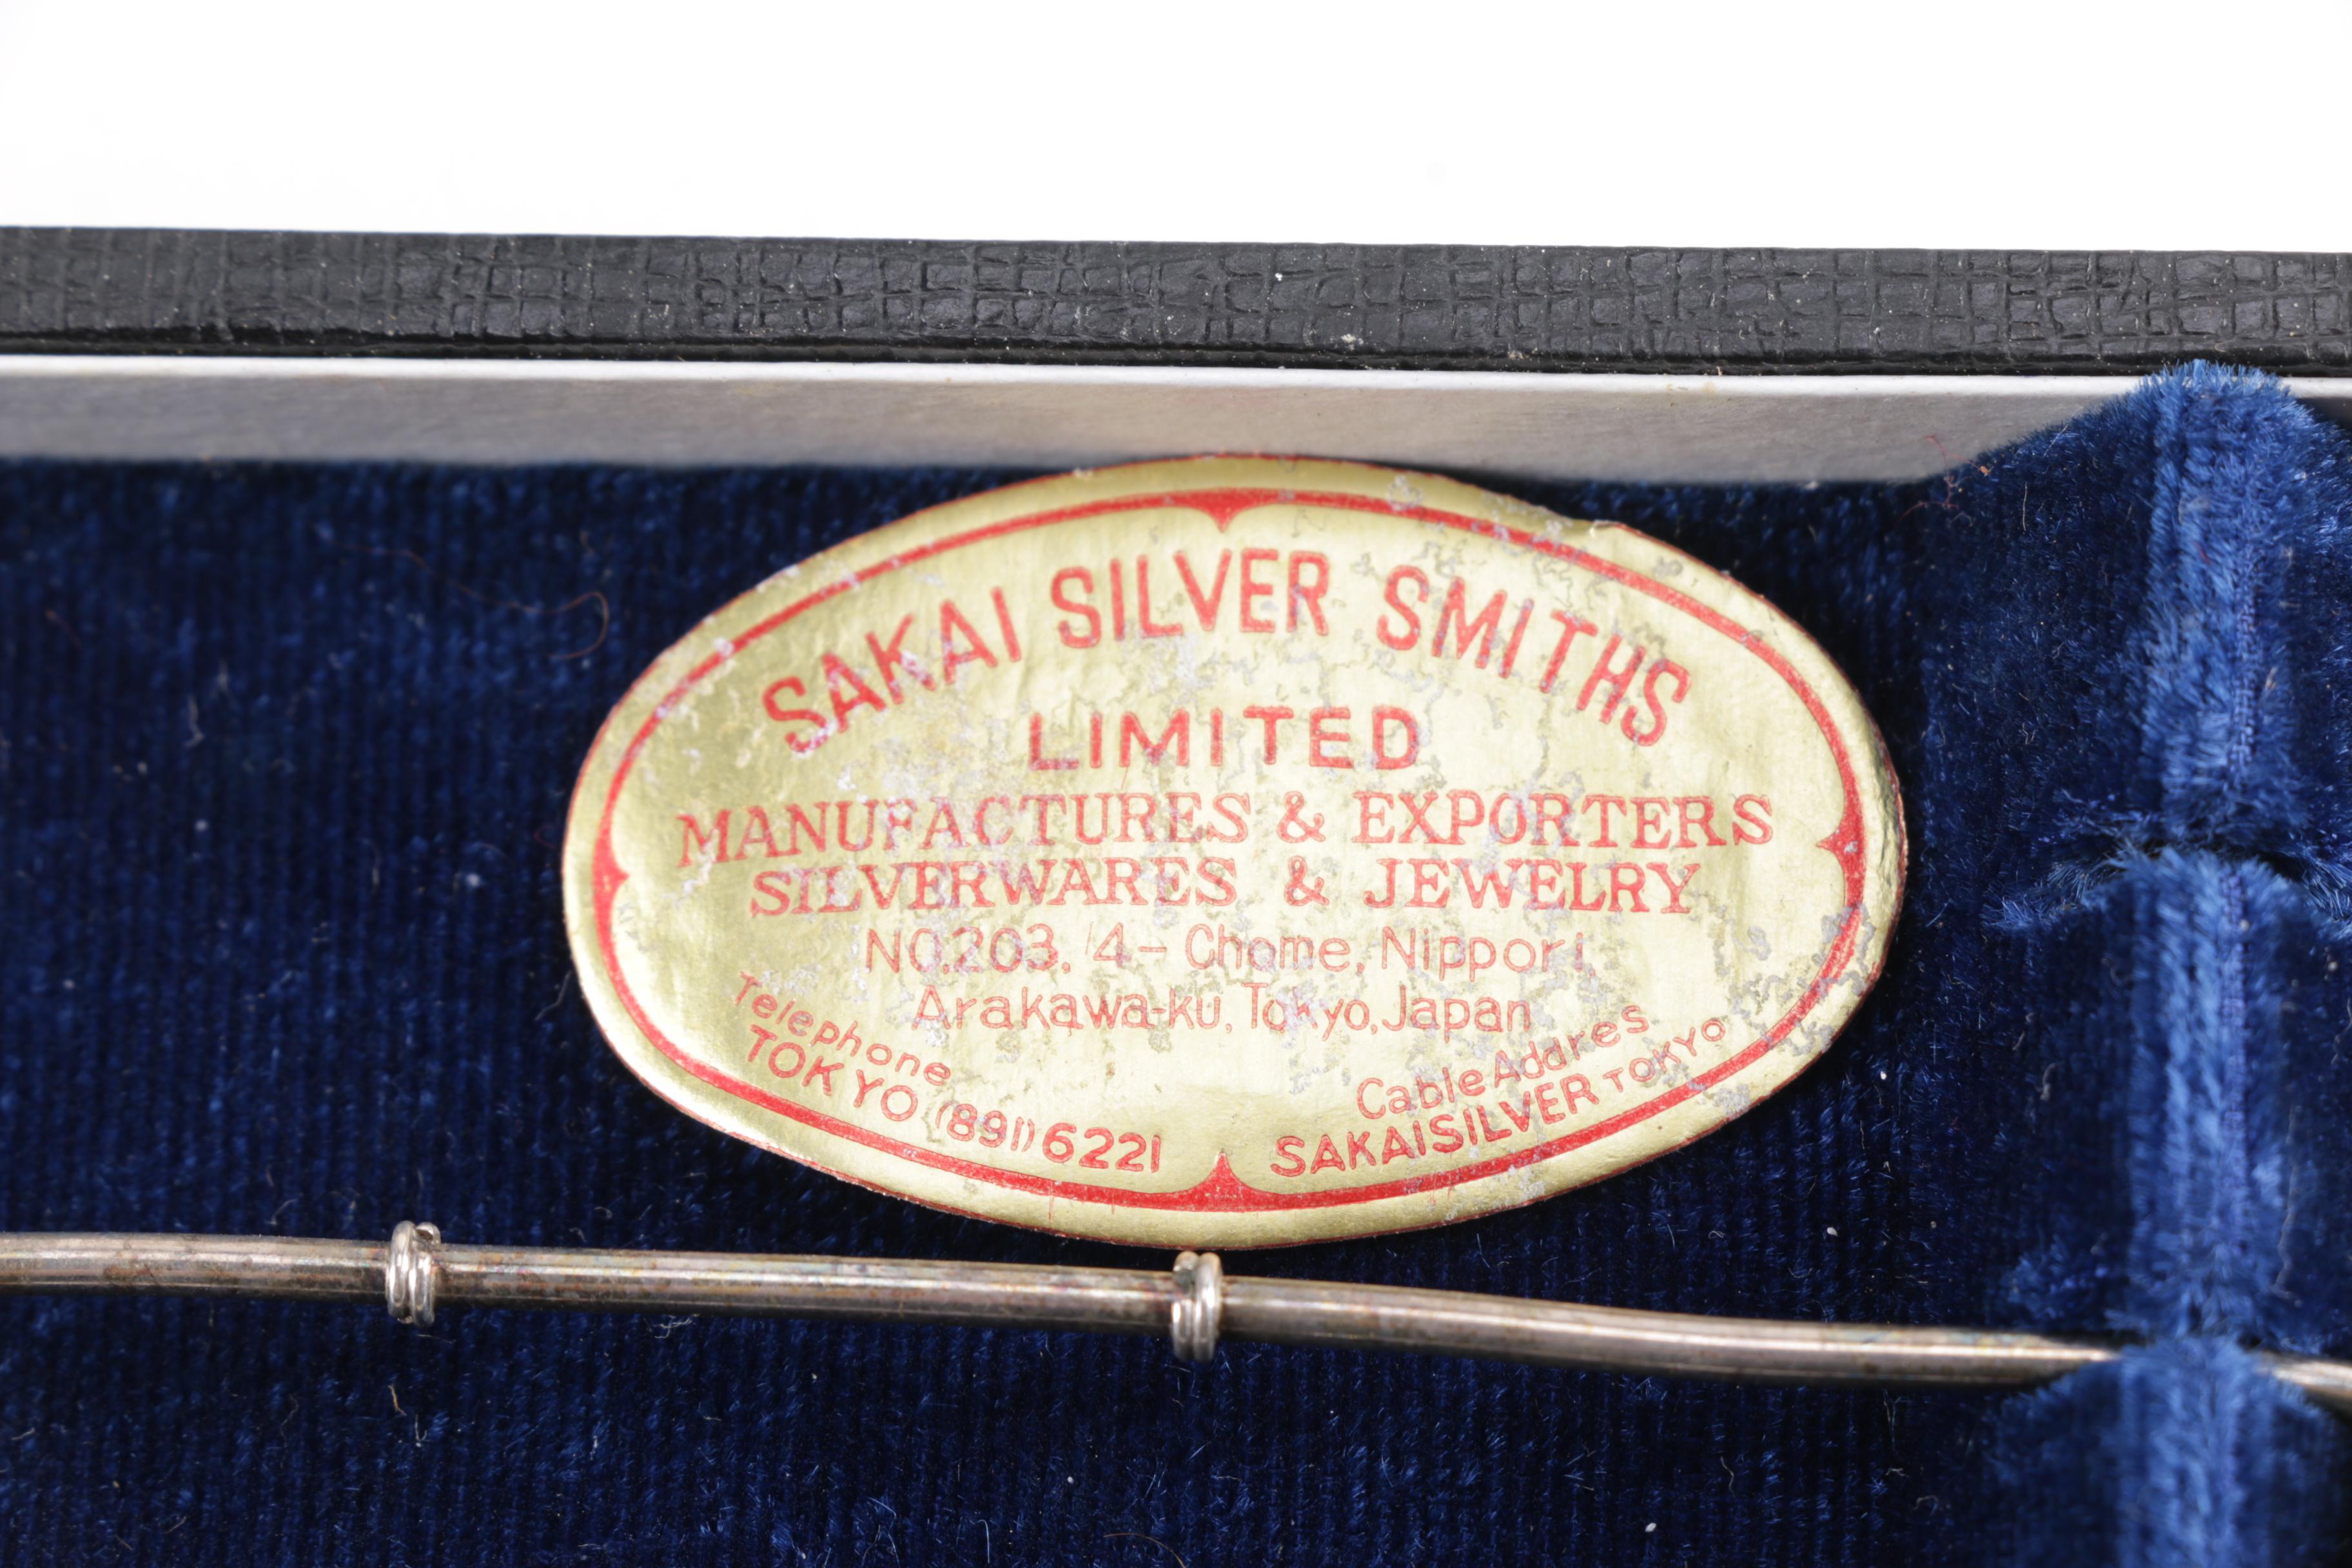 SAKAI SILVER SMITHS
LIMITED
MANUFACTURES & EXPORTERS
SILVERWARES & JEWELRY
NO.203, 4-Chome, Nippori,
Arakawa-ku, Tokyo, Japan
Telephone
TOKYO (891) 6221
Cable Addres
SAKAISILVER TOKYO